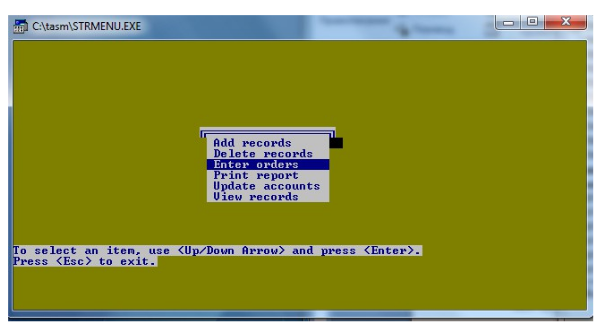 C:\tasm\STRMENU.EXE
Add records
Delete records
Enter orders
Print report
Update accounts
View records
To select an item, use <Up/Down Arrow> and press <Enter>.
Press <Esc> to exit.